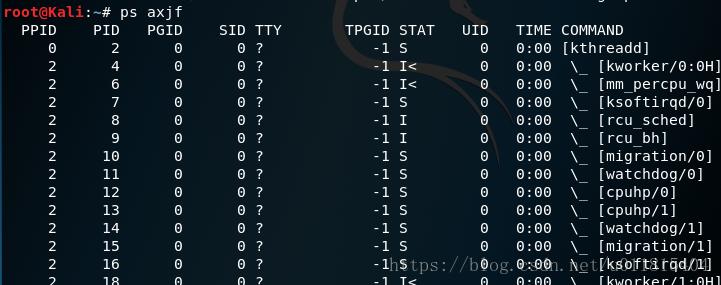 root@Kali:~# ps axjf
PPID PID PGID SID TTY TPGID STAT UID TIME COMMAND
0 2 0 0 ? -1 S 0 0:00 [kthreadd]
2 4 0 0 ? -1 I< 0 0:00 \_ [kworker/0:0H]
2 6 0 0 ? -1 I< 0 0:00 \_ [mm_percpu_wq]
2 7 0 0 ? -1 S 0 0:00 \_ [ksoftirqd/0]
2 8 0 0 ? -1 I 0 0:00 \_ [rcu_sched]
2 9 0 0 ? -1 I 0 0:00 \_ [rcu_bh]
2 10 0 0 ? -1 S 0 0:00 \_ [migration/0]
2 11 0 0 ? -1 S 0 0:00 \_ [watchdog/0]
2 12 0 0 ? -1 S 0 0:00 \_ [cpuhp/0]
2 13 0 0 ? -1 S 0 0:00 \_ [cpuhp/1]
2 14 0 0 ? -1 S 0 0:00 \_ [watchdog/1]
2 15 0 0 ? -1 S 0 0:00 \_ [migration/1]
2 16 0 0 ? -1 S 0 0:00 \_ [ksoftirqd/1]
2 18 0 0 ? -1 I< 0 0:00 \_ [kworker/1:0H]